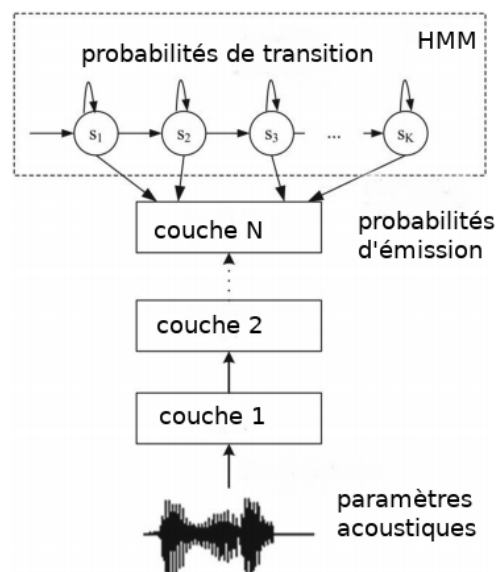 HMM
probabilités de transition
s1
s2
s3
...
sK
couche N
probabilités
d'émission
couche 2
couche 1
paramètres
acoustiques